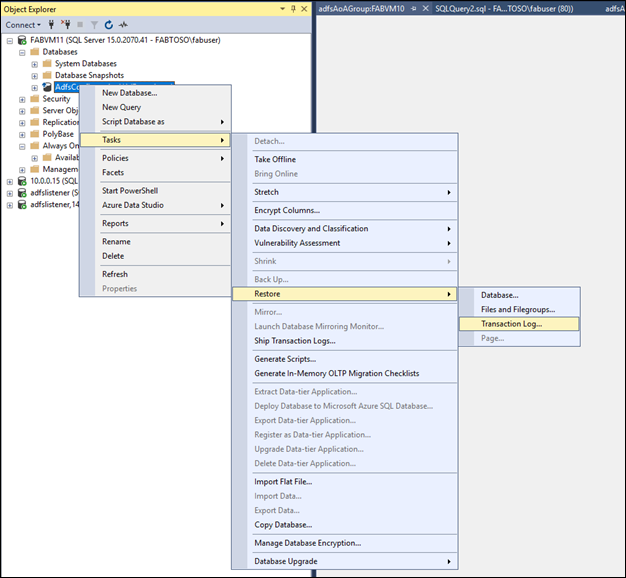 Object Explorer
adfsAoAGroup:FABVM10
SQLQuery2.sql - FA...TOSO\fabuser (80))
Connect
FABVM11 (SQL Server 15.0.2070.41 - FABTOSO\fabuser)
Databases
System Databases
Database Snapshots
Security
Server Obj
Replication
PolyBase
Always On
Availa
Managem
10.0.0.15 (SQL
adfslistener (S
adfslistener,14
New Database...
New Query
Script Database as
Tasks
Policies
Facets
Start PowerShell
Azure Data Studio
Reports
Rename
Delete
Refresh
Properties
Detach...
Take Offline
Bring Online
Stretch
Encrypt Columns...
Data Discovery and Classification
Vulnerability Assessment
Shrink
Back Up...
Restore
Mirror...
Launch Database Mirroring Monitor...
Ship Transaction Logs...
Generate Scripts...
Generate In-Memory OLTP Migration Checklists
Extract Data-tier Application...
Deploy Database to Microsoft Azure SQL Database...
Export Data-tier Application...
Register as Data-tier Application...
Upgrade Data-tier Application...
Delete Data-tier Application...
Import Flat File...
Import Data...
Export Data...
Copy Database...
Manage Database Encryption...
Database Upgrade
Database...
Files and Filegroups...
Transaction Log...
Page...